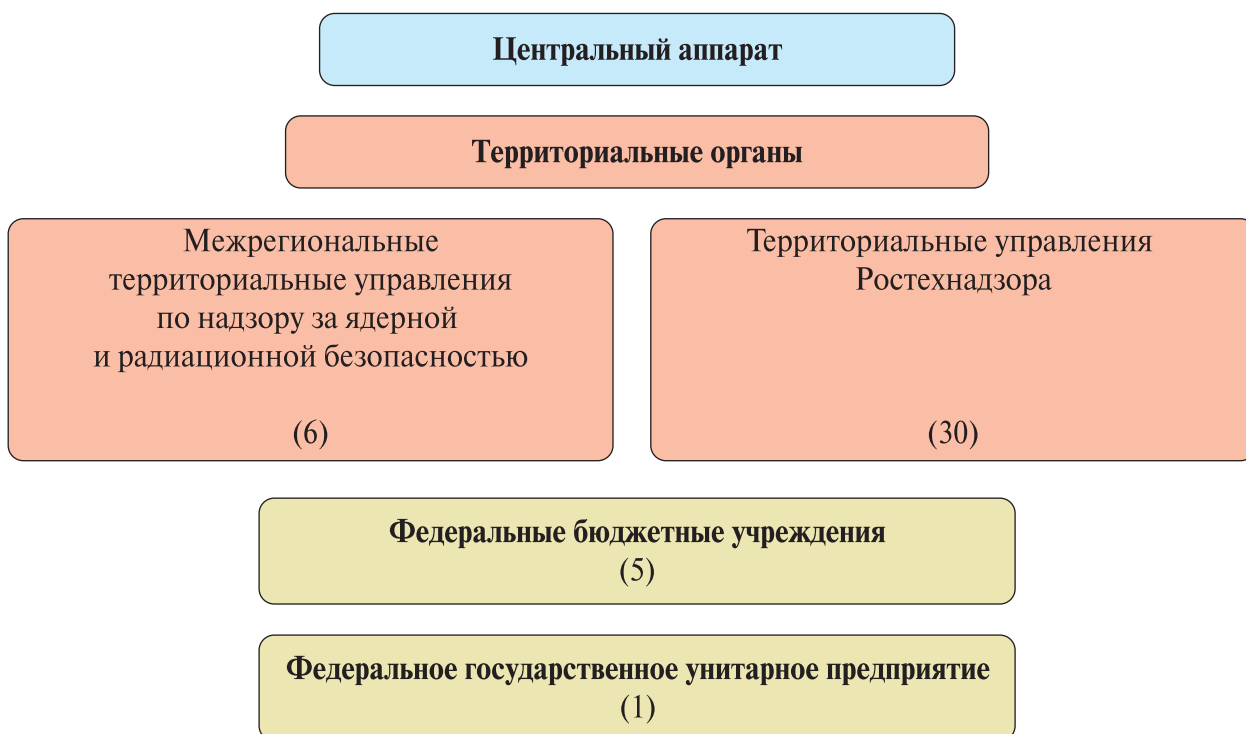 Центральный аппарат
Территориальные органы
Межрегиональные
территориальные управления
по надзору за ядерной
и радиационной безопасностью
(6)
Территориальные управления
Ростехнадзора
(30)
Федеральные бюджетные учреждения
(5)
Федеральное государственное унитарное предприятие
(1)